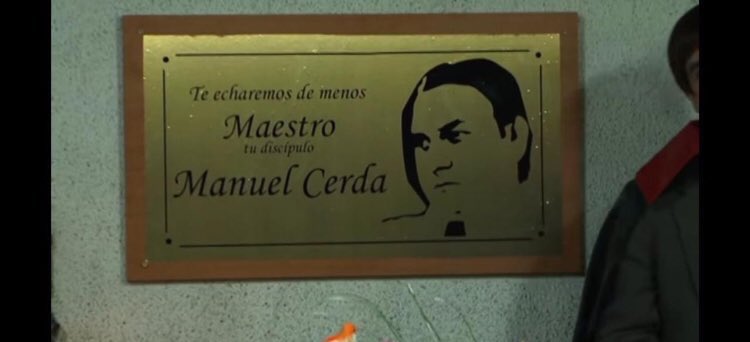 Te echaremos de menos
Maestro
tu discípulo
Manuel Cerda